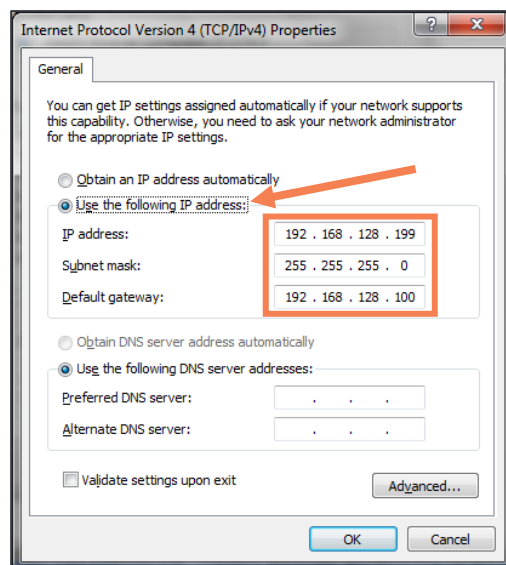 Internet Protocol Version 4 (TCP/IPv4) Properties
?
X
General
You can get IP settings assigned automatically if your network supports
this capability. Otherwise, you need to ask your network administrator
for the appropriate IP settings.
Obtain an IP address automatically
Use the following IP address:
IP address: 192 . 168 . 128 . 199
Subnet mask: 255 . 255 . 255 . 0
Default gateway: 192 . 168 . 128 . 100
Obtain DNS server address automatically
Use the following DNS server addresses:
Preferred DNS server: . . .
Alternate DNS server: . . .
Validate settings upon exit
Advanced...
OK Cancel